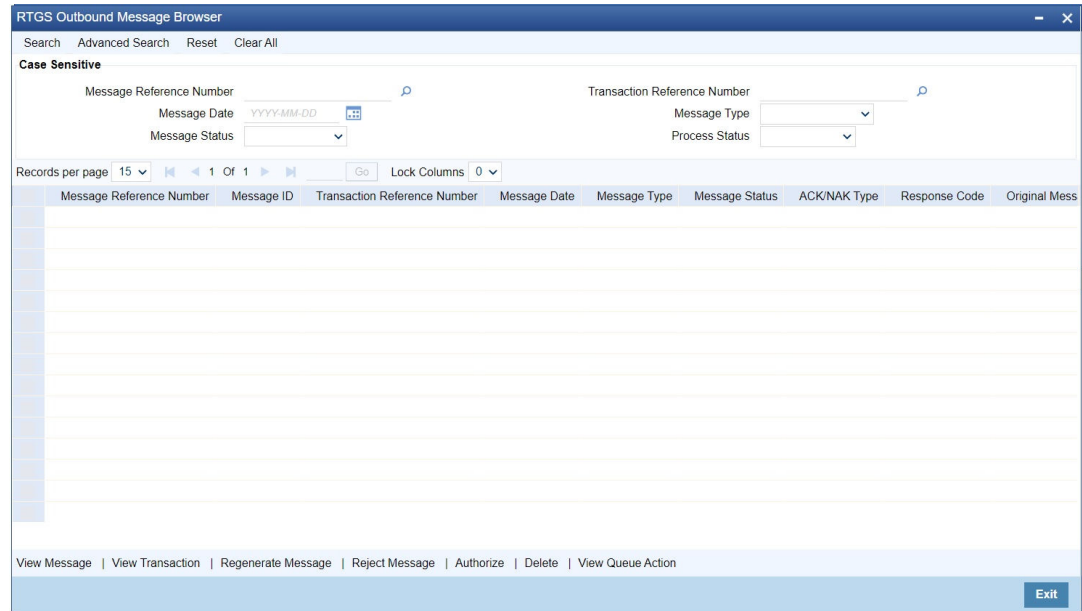 RTGS Outbound Message Browser
Search Advanced Search Reset Clear All
Case Sensitive
Message Reference Number Transaction Reference Number
Message Date YYYY-MM-DD Message Type
Message Status Process Status
Records per page 15 1 Of 1 Go Lock Columns 0
Message Reference Number Message ID Transaction Reference Number Message Date Message Type Message Status ACK/NAK Type Response Code Original Mess
View Message | View Transaction | Regenerate Message | Reject Message | Authorize | Delete | View Queue Action
Exit